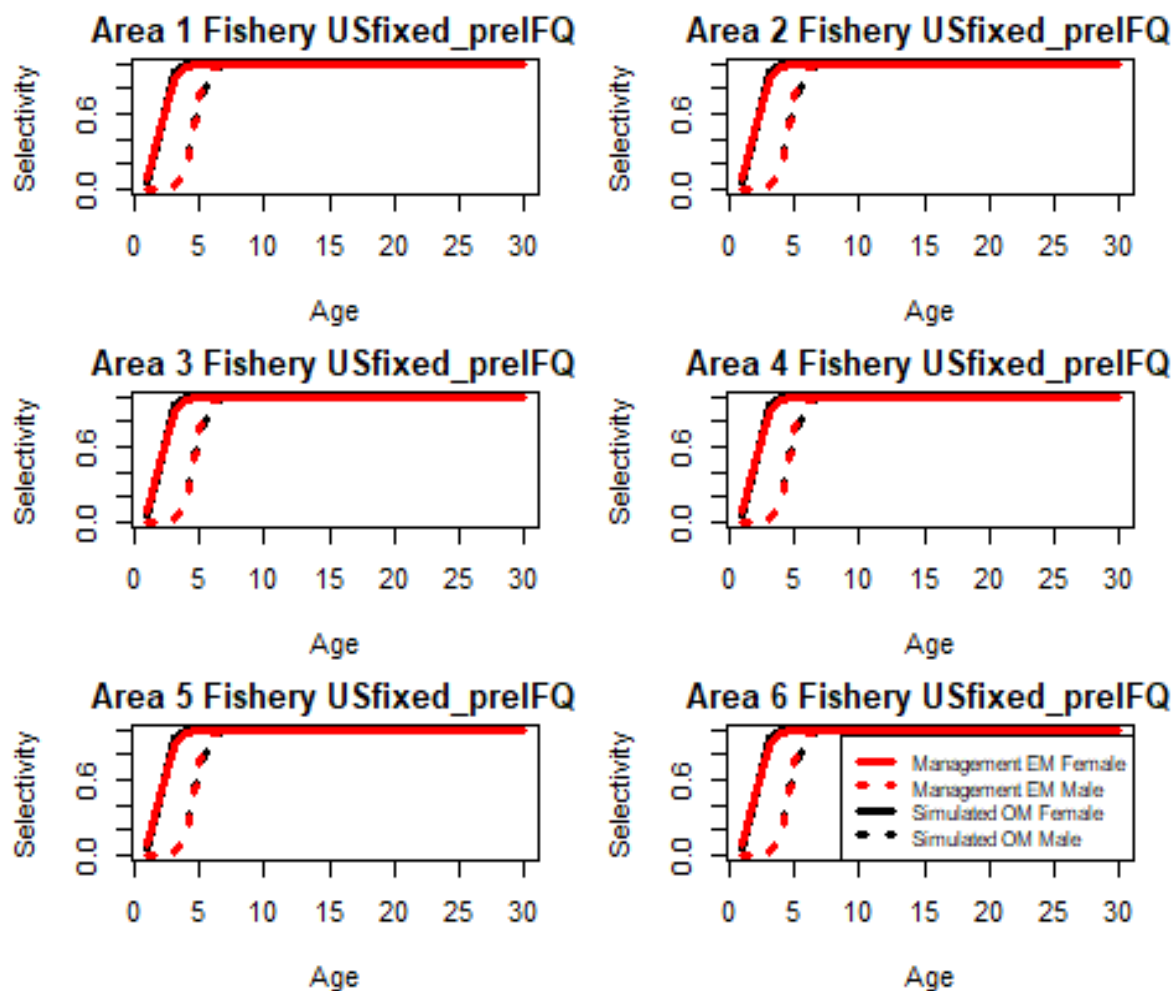 Area 1 Fishery USfixed_preIFQ
Area 2 Fishery USfixed_preIFQ
Selectivity
0.0 0.6
Selectivity
0.0 0.6
0 5 10 15 20 25 30
0 5 10 15 20 25 30
Age
Age
Area 3 Fishery USfixed_preIFQ
Area 4 Fishery USfixed_preIFQ
Selectivity
0.0 0.6
Selectivity
0.0 0.6
0 5 10 15 20 25 30
0 5 10 15 20 25 30
Age
Age
Area 5 Fishery USfixed_preIFQ
Area 6 Fishery USfixed_preIFQ
Selectivity
0.0 0.6
Selectivity
0.0 0.6
Management EM Female
Management EM Male
Simulated OM Female
Simulated OM Male
0 5 10 15 20 25 30
0 5 10 15 20 25 30
Age
Age